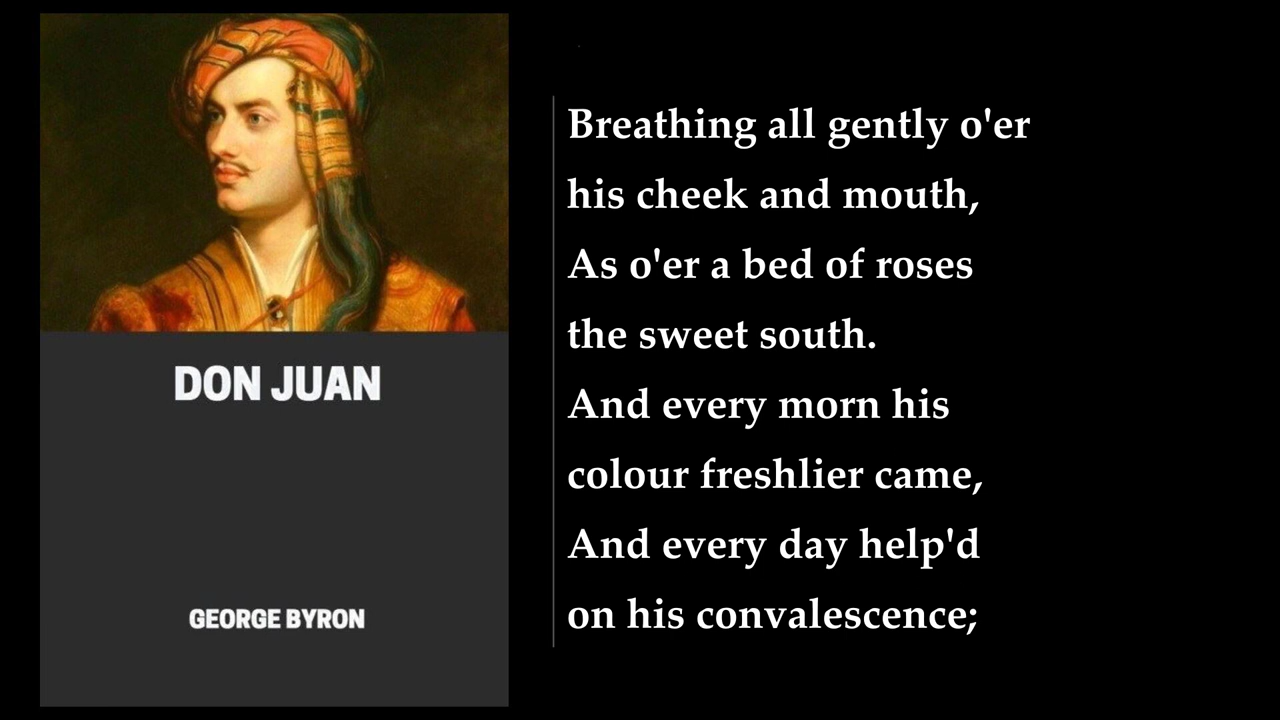 DON JUAN
GEORGE BYRON
Breathing all gently o'er
his cheek and mouth,
As o'er a bed of roses
the sweet south.
And every morn his
colour freshlier came,
And every day help'd
on his convalescence;